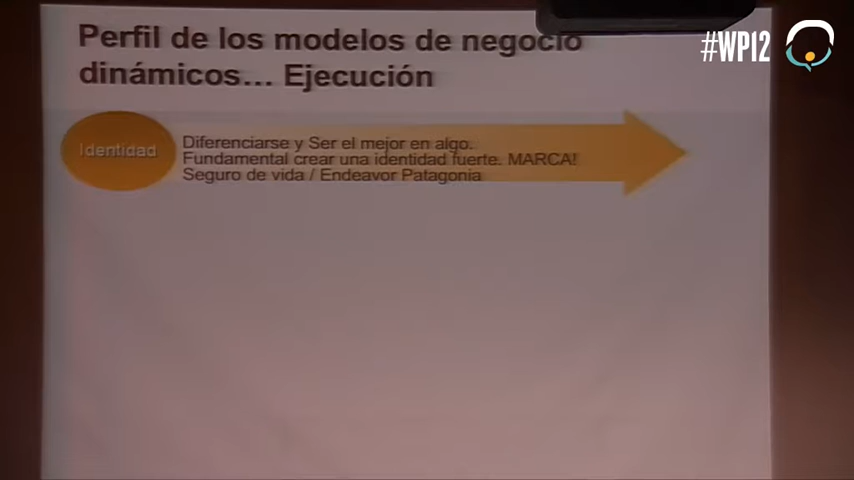 Perfil de los modelos de negocio
dinámicos... Ejecución
#WP12
Identidad
Diferenciarse y Ser el mejor en algo.
Fundamental crear una identidad fuerte. MARCA!
Seguro de vida / Endeavor Patagonia